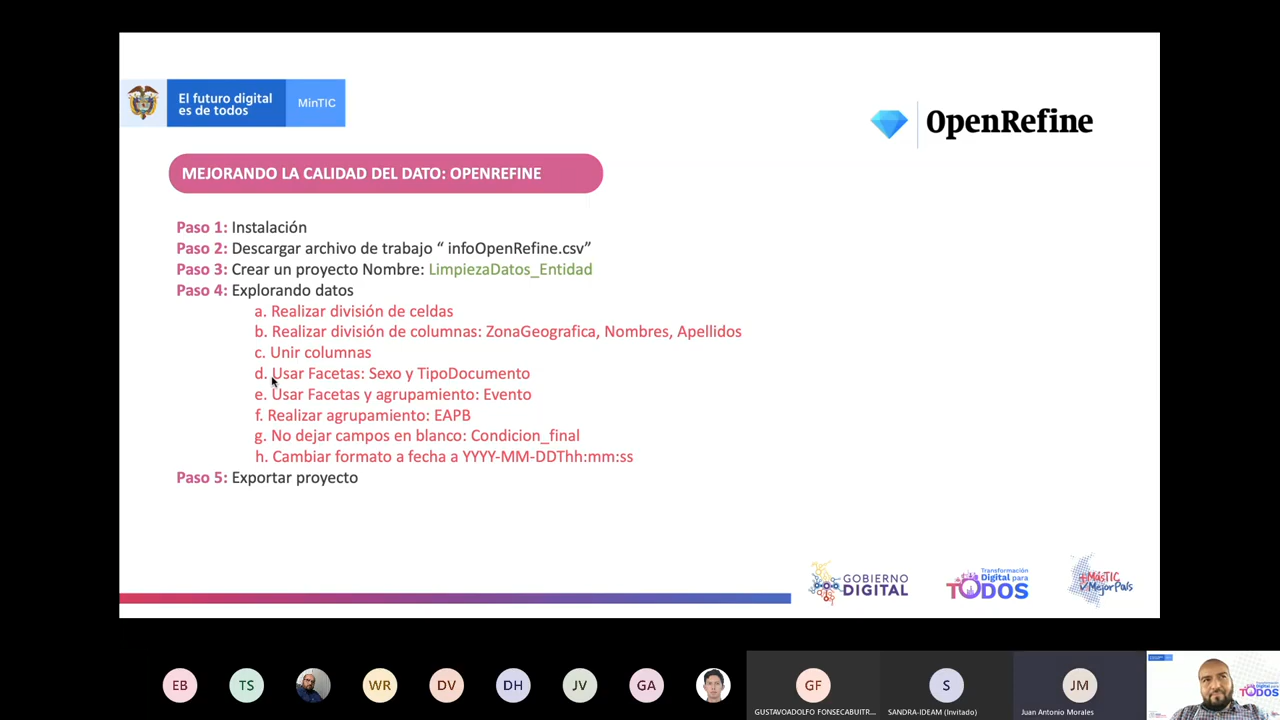 El futuro digital
es de todos
MinTIC
OpenRefine
MEJORANDO LA CALIDAD DEL DATO: OPENREFINE
Paso 1: Instalación
Paso 2: Descargar archivo de trabajo “ infoOpenRefine.csv”
Paso 3: Crear un proyecto Nombre: LimpiezaDatos_Entidad
Paso 4: Explorando datos
a. Realizar división de celdas
b. Realizar división de columnas: ZonaGeografica, Nombres, Apellidos
c. Unir columnas
d. Usar Facetas: Sexo y TipoDocumento
e. Usar Facetas y agrupamiento: Evento
f. Realizar agrupamiento: EAPB
g. No dejar campos en blanco: Condicion_final
h. Cambiar formato a fecha a YYYY-MM-DDThh:mm:ss
Paso 5: Exportar proyecto
GOBIERNO
DIGITAL
Transformación
Digital para
TODOS
+MásTIC
MejorPaís
EB
TS
WR
DV
DH
JV
GA
GF
S
JM
GUSTAVOADOLFO FONSECABUITR...
SANDRA-IDEAM (Invitado)
Juan Antonio Morales
TODOS